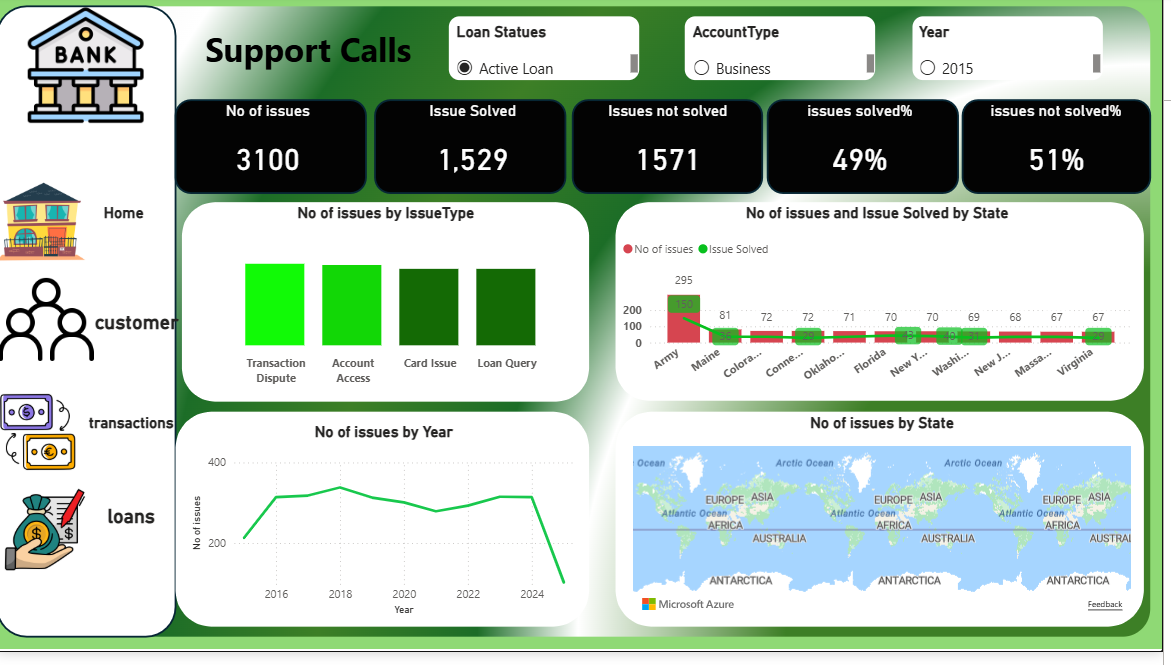 BANK
Support Calls
Loan Statues
Active Loan
AccountType
Business
Year
2015
No of issues
3100
Issue Solved
1,529
Issues not solved
1571
issues solved%
49%
issues not solved%
51%
Home
customer
transactions
loans
No of issues by IssueType
Transaction
Dispute
Account
Access
Card Issue
Loan Query
No of issues and Issue Solved by State
No of issues
Issue Solved
295
81
72
72
71
70
70
69
68
67
67
200
100
0
150
Army
Maine
Colora...
Conne...
Oklaho...
Florida
New Y...
Washi...
New J...
Massa...
Virginia
No of issues by Year
400
200
No of issues
2016
2018
2020
2022
2024
Year
No of issues by State
Ocean
Arctic Ocean
Arctic Ocean
EUROPE
ASIA
EUROPE
ASIA
EUROPE
ASIA
Atlantic Ocean
Atlantic Ocean
Atlantic Ocean
AFRICA
AFRICA
AFRICA
AUSTRALIA
AUSTRALIA
AUSTRAL
ANTARCTICA
ANTARCTICA
ANTARCTICA
Microsoft Azure
Feedback